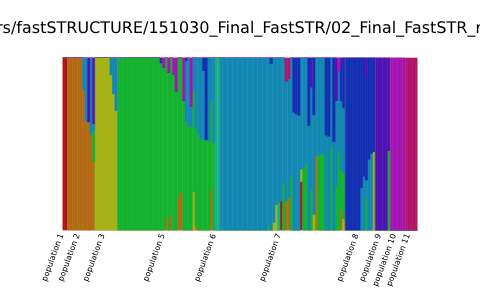 rs/fastSTRUCTURE/151030_Final_FastSTR/02_Final_FastSTR_r
population 1
population 2
population 3
population 5
population 6
population 7
population 8
population 9
population 10
population 11